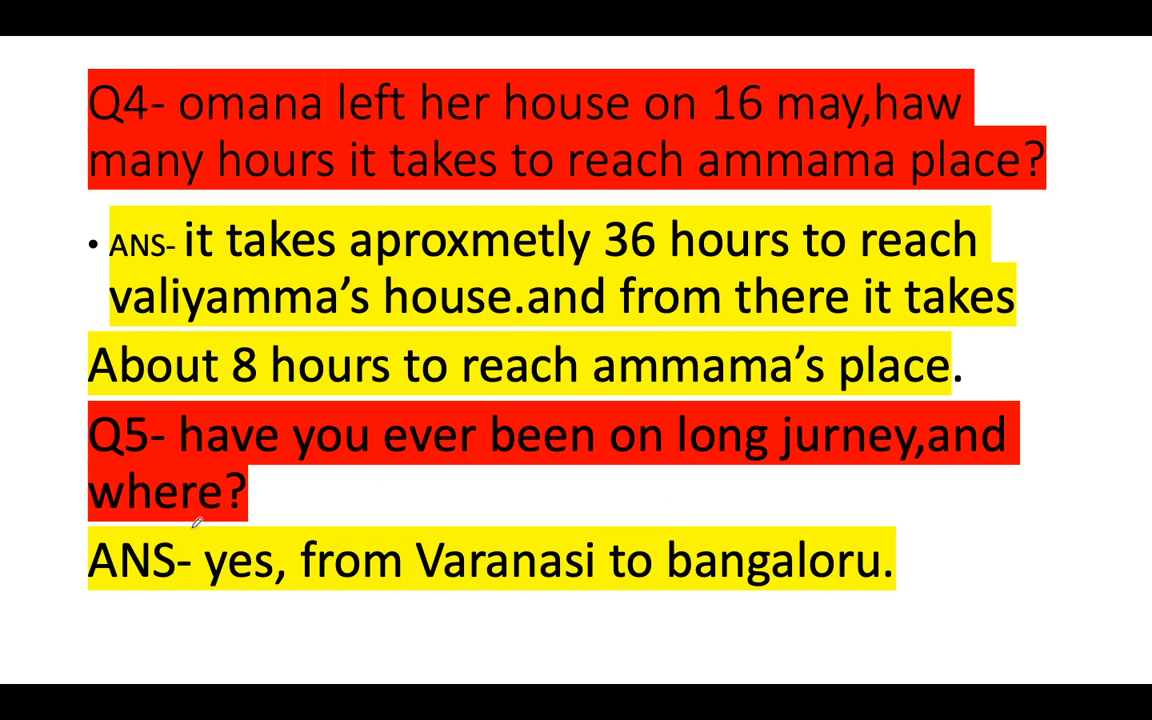 Q4- omana left her house on 16 may,haw
many hours it takes to reach ammama place?
• ANS- it takes aproxmetly 36 hours to reach
valiyamma’s house.and from there it takes
About 8 hours to reach ammama’s place.
Q5- have you ever been on long jurney,and
where?
ANS- yes, from Varanasi to bangaloru.